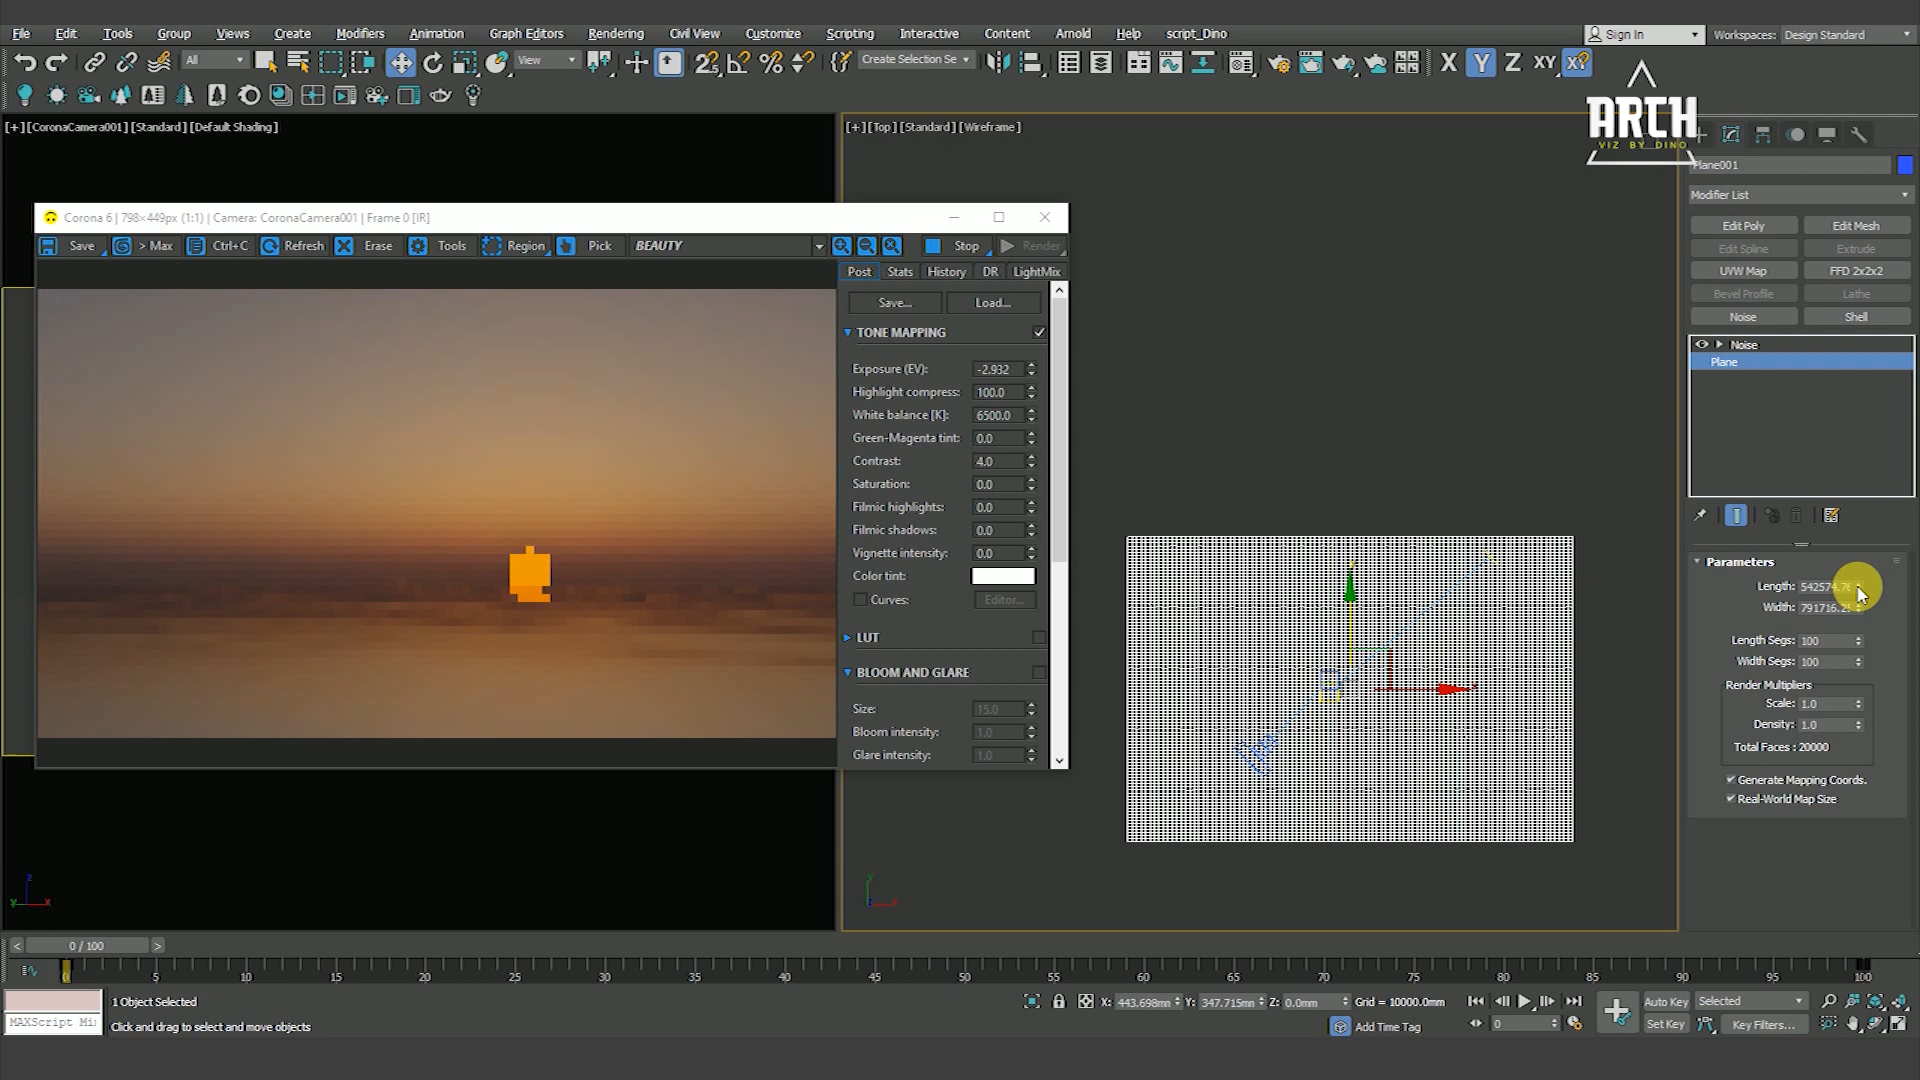 File Edit Tools Group Views Create Modifiers Animation Graph Editors Rendering Civil View Customize Scripting Interactive Content Arnold Help script_Dino
Sign In Workspaces: Design Standard
All View Create Selection Se X Y Z XY XY
ARCH
VIZ BY DINO
[+] [CoronaCamera001] [Standard] [Default Shading]
[+] [Top] [Standard] [Wireframe]
Plane001
Modifier List
Edit Poly Edit Mesh
Edit Spline Extrude
UVW Map FFD 2x2x2
Bevel Profile Lathe
Noise Shell
Noise
Plane
Corona 6 | 798×449px (1:1) | Camera: CoronaCamera001 | Frame 0 [IR]
Save > Max Ctrl+C Refresh Erase Tools Region Pick BEAUTY Stop Render
Post Stats History DR LightMix
Save... Load...
TONE MAPPING
Exposure (EV): -2.932
Highlight compress: 100.0
White balance [K]: 6500.0
Green-Magenta tint: 0.0
Contrast: 4.0
Saturation: 0.0
Filmic highlights: 0.0
Filmic shadows: 0.0
Vignette intensity: 0.0
Color tint:
Curves: Editor...
LUT
BLOOM AND GLARE
Size: 15.0
Bloom intensity: 1.0
Glare intensity: 1.0
Parameters
Length:
Width:
Length Segs: 100
Width Segs: 100
Render Multipliers
Scale: 1.0
Density: 1.0
Total Faces : 20000
Generate Mapping Coords.
Real-World Map Size
z
y x
y
x
< 0 / 100 >
0 5 10 15 20 25 30 35 40 45 50 55 60 65 70 75 80 85 90 95 100
1 Object Selected
X: 443.698mm Y: 347.715mm Z: 0.0mm Grid = 10000.0mm
Auto Key Selected
MAXScript Mi
Click and drag to select and move objects
Add Time Tag
0
Set Key Key Filters...